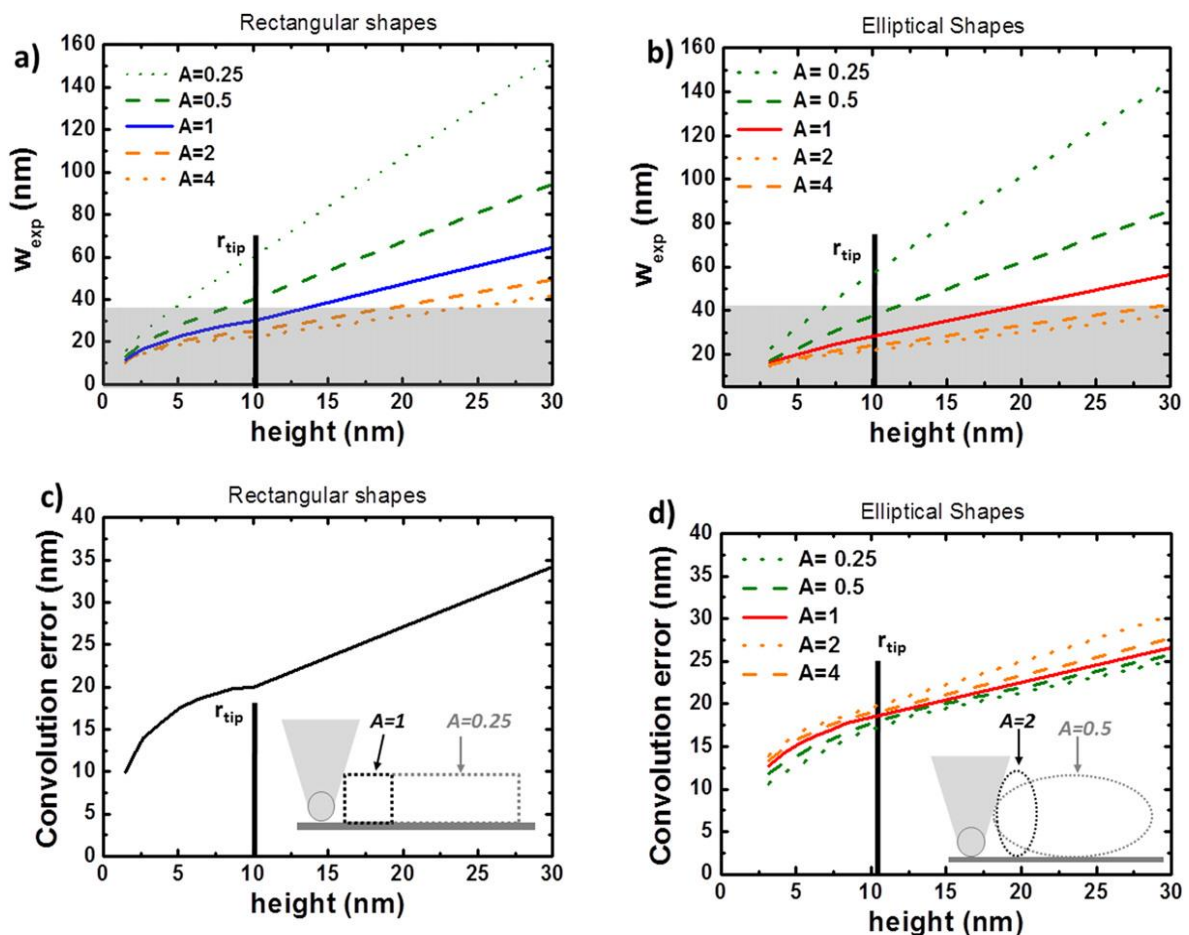 a)
Rectangular shapes
160
140
120
100
80
60
40
20
0
w_exp (nm)
A=0.25
A=0.5
A=1
A=2
A=4
r_tip
0 5 10 15 20 25 30
height (nm)
b)
Elliptical Shapes
160
140
120
100
80
60
40
20
w_exp (nm)
A= 0.25
A= 0.5
A=1
A=2
A=4
r_tip
0 5 10 15 20 25 30
height (nm)
c)
Rectangular shapes
40
35
30
25
20
15
10
5
0
Convolution error (nm)
r_tip
A=1
A=0.25
0 5 10 15 20 25 30
height (nm)
d)
Elliptical Shapes
40
35
30
25
20
15
10
5
0
Convolution error (nm)
A= 0.25
A= 0.5
A=1
A=2
A=4
r_tip
A=2
A=0.5
0 5 10 15 20 25 30
height (nm)